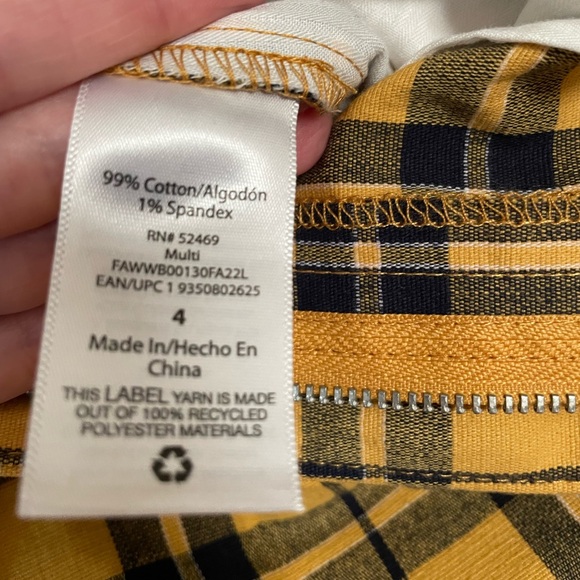 99% Cotton/Algodón
1% Spandex
RN# 52469
Multi
FAWWB00130FA22L
EAN/UPC 1 9350802625
4
Made In/Hecho En
China
THIS LABEL YARN IS MADE
OUT OF 100% RECYCLED
POLYESTER MATERIALS